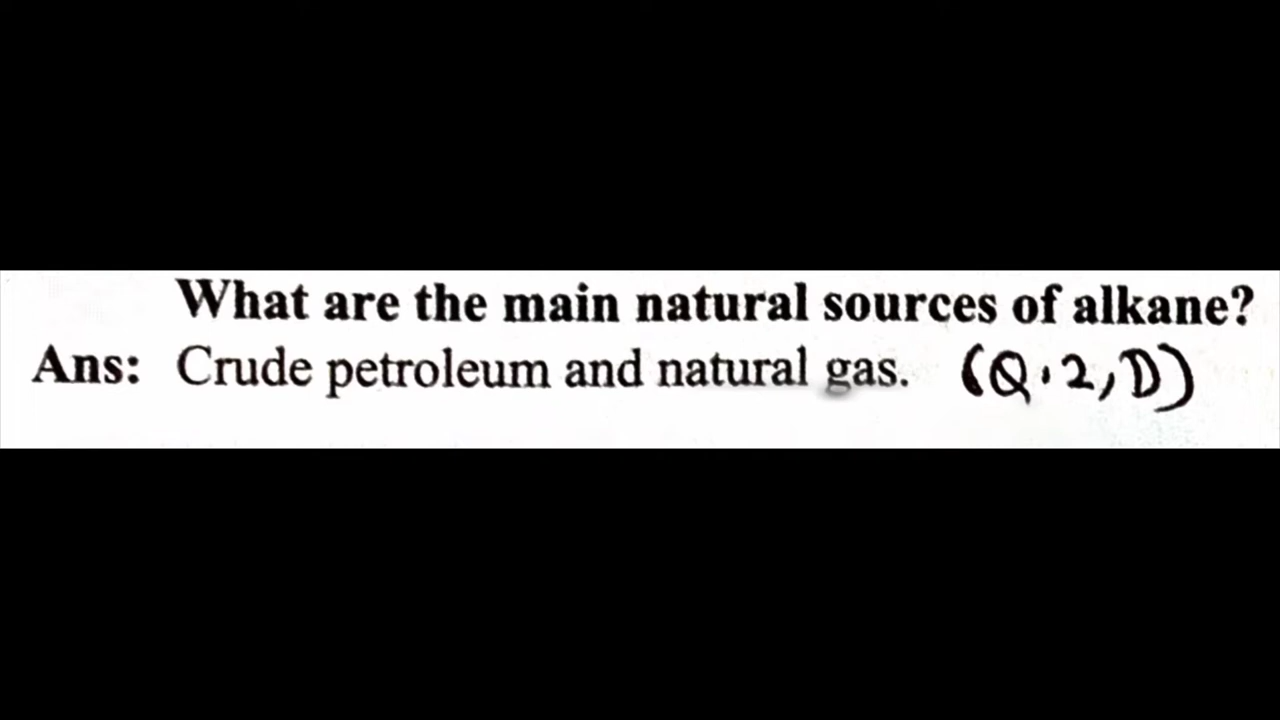 What are the main natural sources of alkane?
Ans: Crude petroleum and natural gas. (Q.2,D)